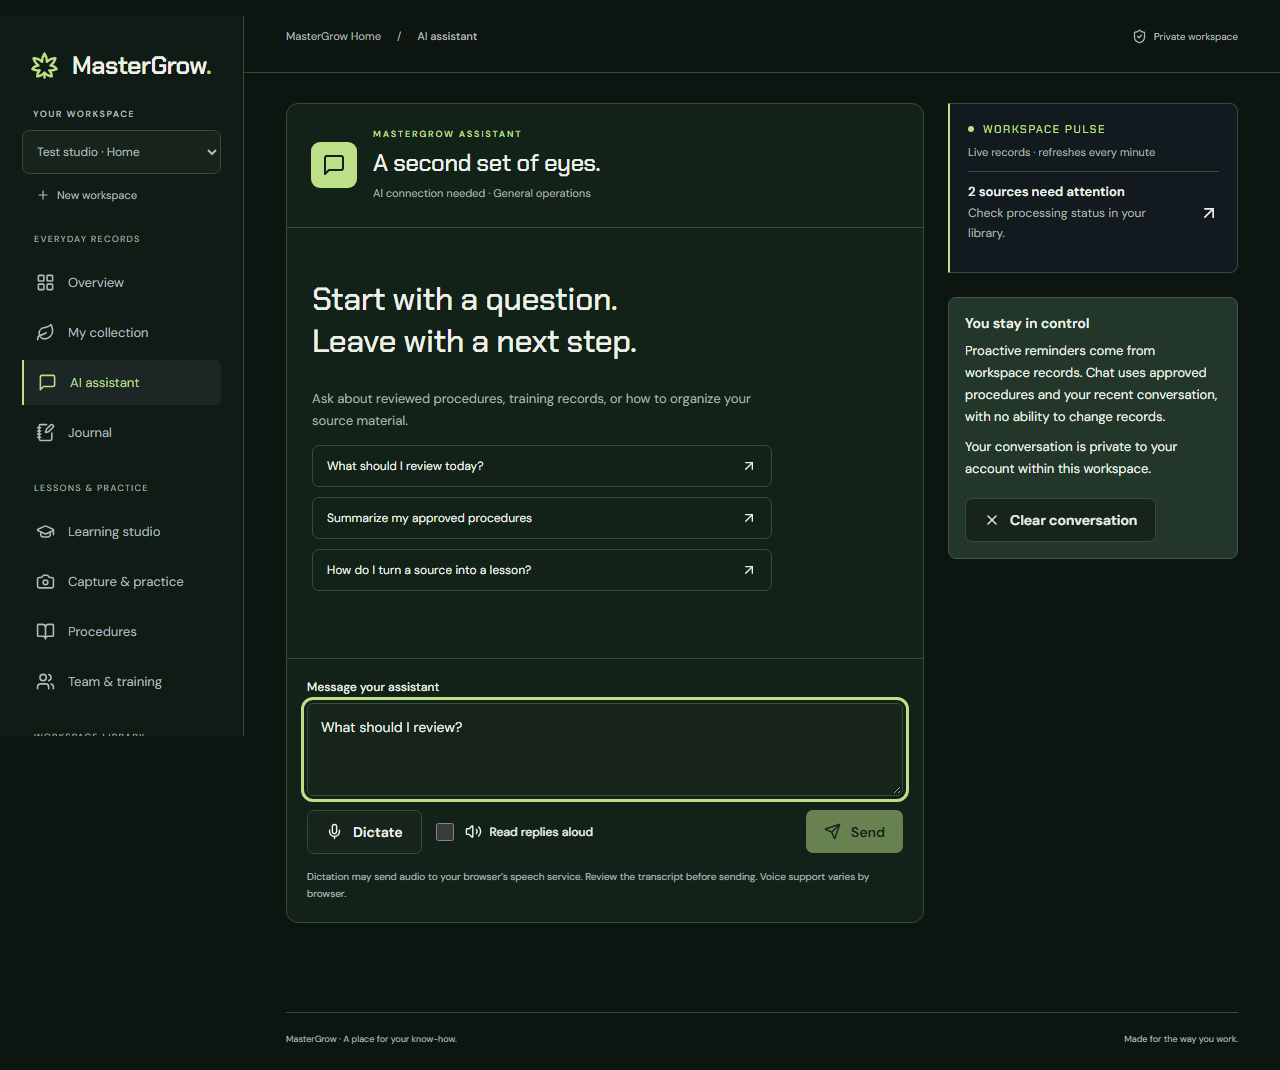 MasterGrow.
YOUR WORKSPACE
Test studio · Home
New workspace
EVERYDAY RECORDS
Overview
My collection
AI assistant
Journal
LESSONS & PRACTICE
Learning studio
Capture & practice
Procedures
Team & training
WORKSPACE LIBRARY
MasterGrow Home / AI assistant
Private workspace
MASTERGROW ASSISTANT
A second set of eyes.
AI connection needed · General operations
Start with a question.
Leave with a next step.
Ask about reviewed procedures, training records, or how to organize your
source material.
What should I review today?
Summarize my approved procedures
How do I turn a source into a lesson?
Message your assistant
What should I review?
Dictate
Read replies aloud
Send
Dictation may send audio to your browser's speech service. Review the transcript before sending. Voice support varies by
browser.
WORKSPACE PULSE
Live records · refreshes every minute
2 sources need attention
Check processing status in your
library.
You stay in control
Proactive reminders come from
workspace records. Chat uses approved
procedures and your recent conversation,
with no ability to change records.
Your conversation is private to your
account within this workspace.
Clear conversation
MasterGrow · A place for your know-how.
Made for the way you work.